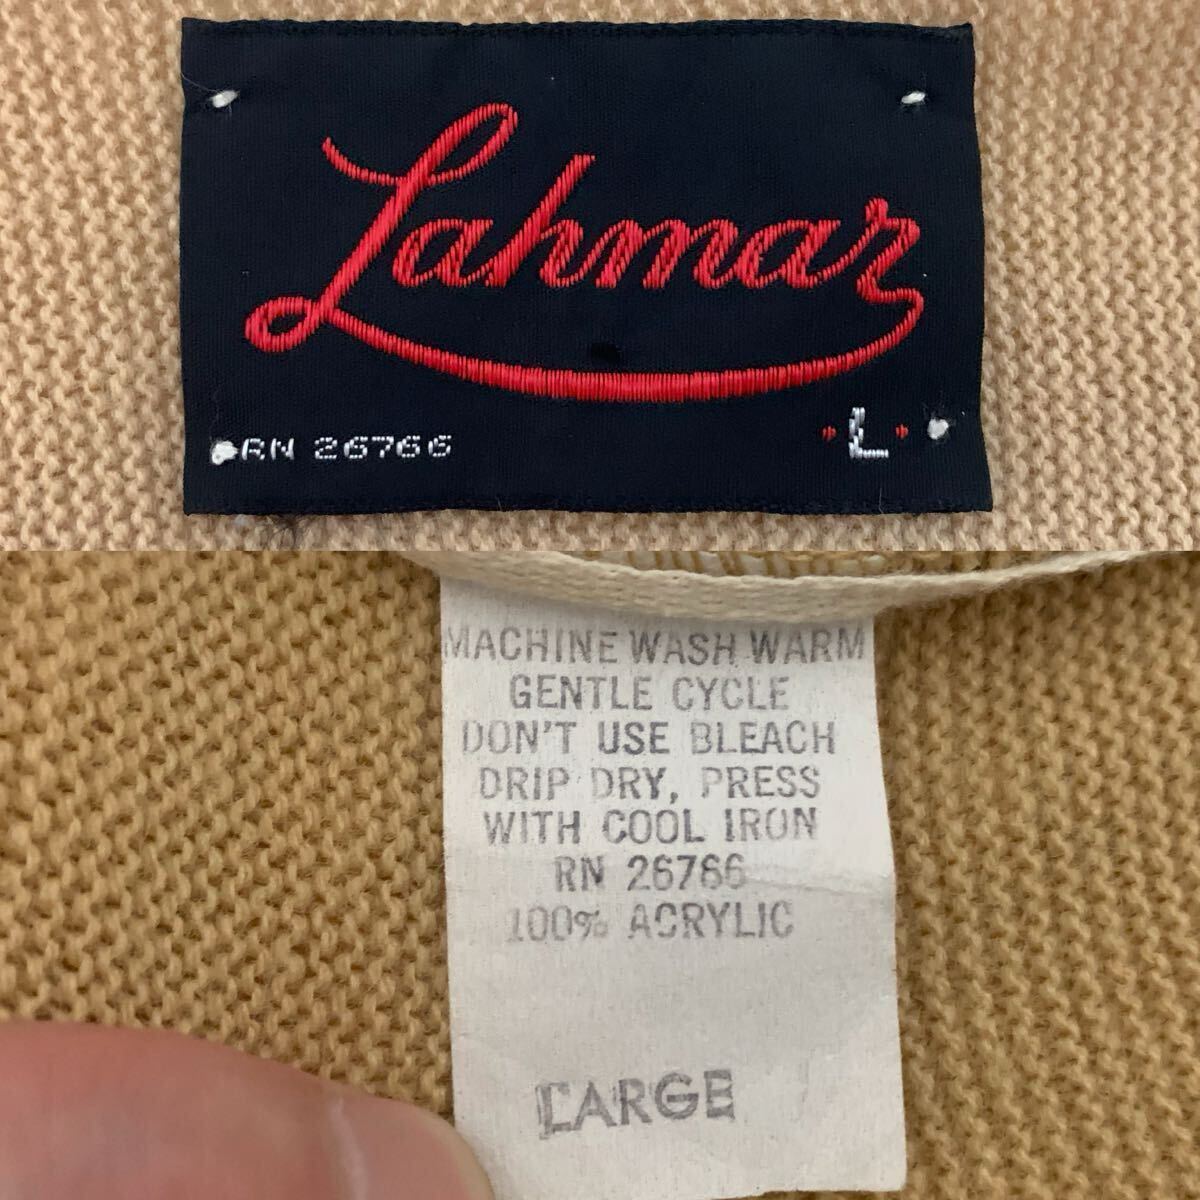 Lahmar
RN 26766
·L·
MACHINE WASH WARM
GENTLE CYCLE
DON'T USE BLEACH
DRIP DRY, PRESS
WITH COOL IRON
RN 26766
100% ACRYLIC
LARGE